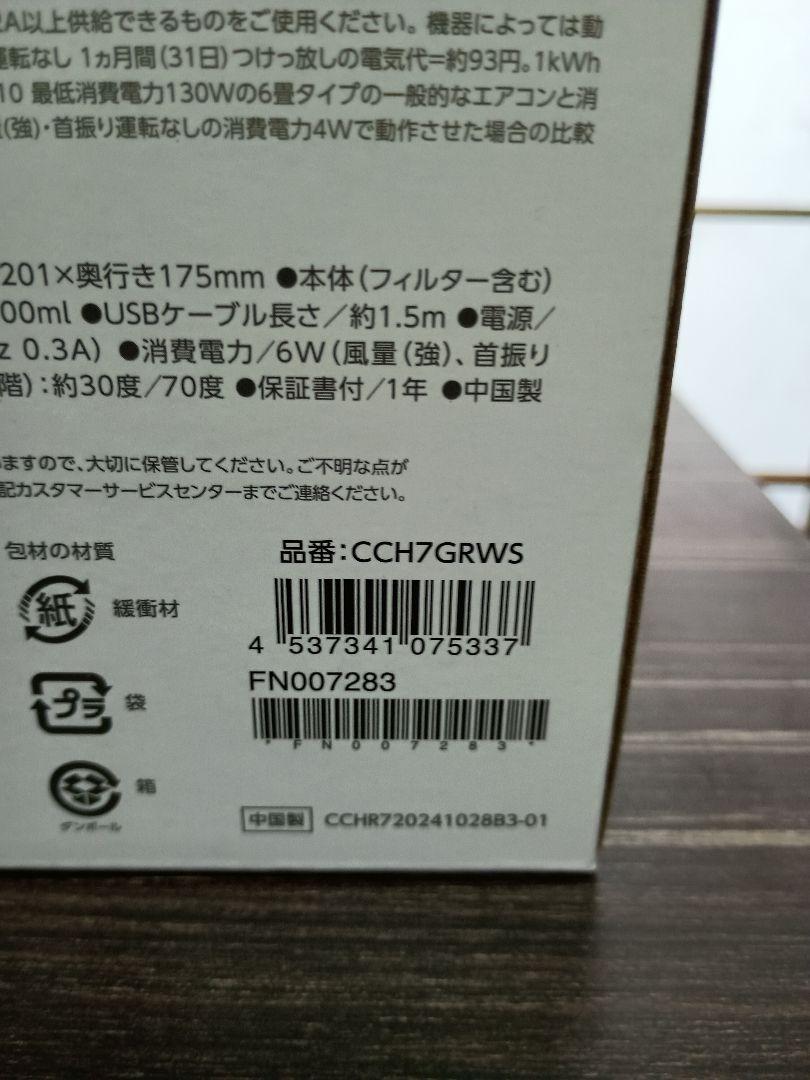 2A以上供給できるものをご使用ください。機器によっては動
運転なし 1ヵ月間(31日)つけっ放しの電気代=約93円。1kWh
10 最低消費電力130Wの6畳タイプの一般的なエアコンと消
(強)・首振り運転なしの消費電力4Wで動作させた場合の比較
201×奥行き175mm ●本体(フィルター含む)
00ml ●USBケーブル長さ/約1.5m ●電源/
z 0.3A) ●消費電力/6W(風量(強)、首振り
階):約30度/70度 ●保証書付/1年 ●中国製
ますので、大切に保管してください。ご不明な点が
記カスタマーサービスセンターまでご連絡ください。
包材の材質
紙 緩衝材
プラ 袋
箱
ダンボール
品番:CCH7GRWS
4 537341 075337
FN007283
*FN007283*
中国製 CCHR720241028B3-01